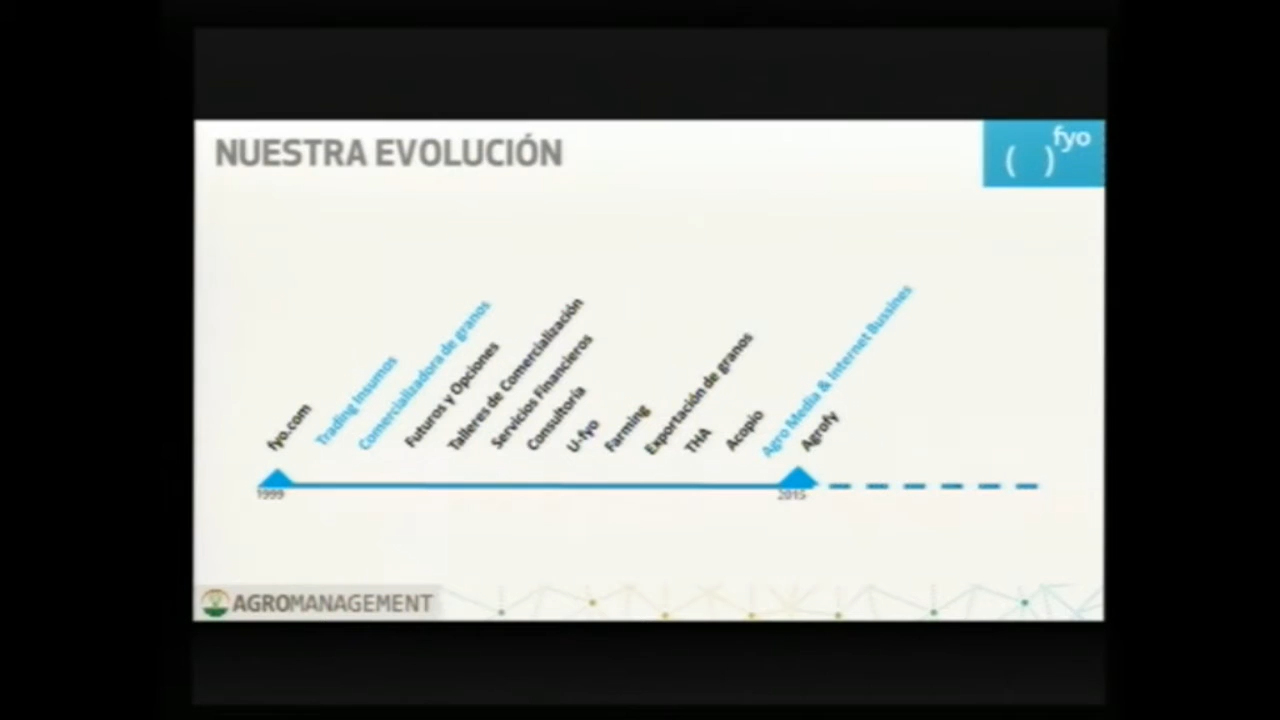 NUESTRA EVOLUCIÓN
( ) fyo
fyo.com
Trading Insumos
Comercializadora de granos
Futuros y Opciones
Talleres de Comercialización
Servicios Financieros
Consultoría
U-fyo
Farming
Exportación de granos
THA
Acopio
Agro Media & Internet Bussines
Agrofy
1999
2015
AGROMANAGEMENT